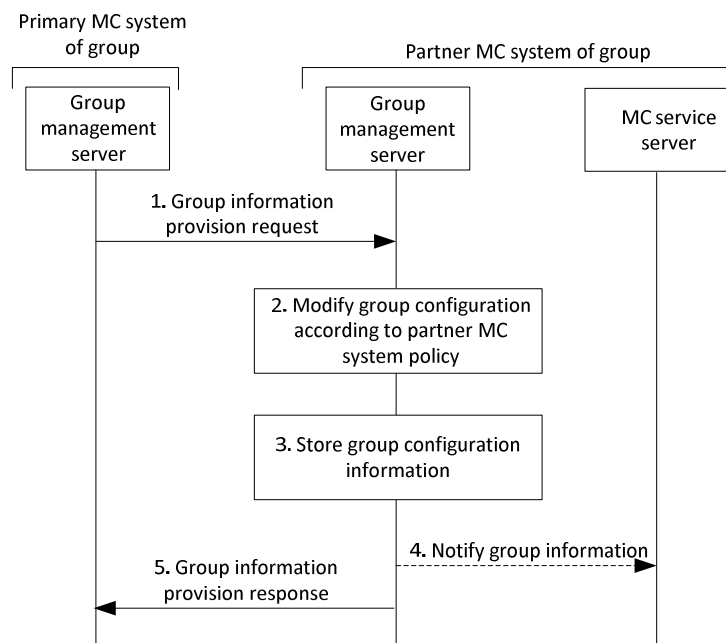 Primary MC system
of group
Partner MC system of group
Group
management
server
Group
management
server
MC service
server
1. Group information
provision request
2. Modify group configuration
according to partner MC
system policy
3. Store group configuration
information
4. Notify group information
5. Group information
provision response